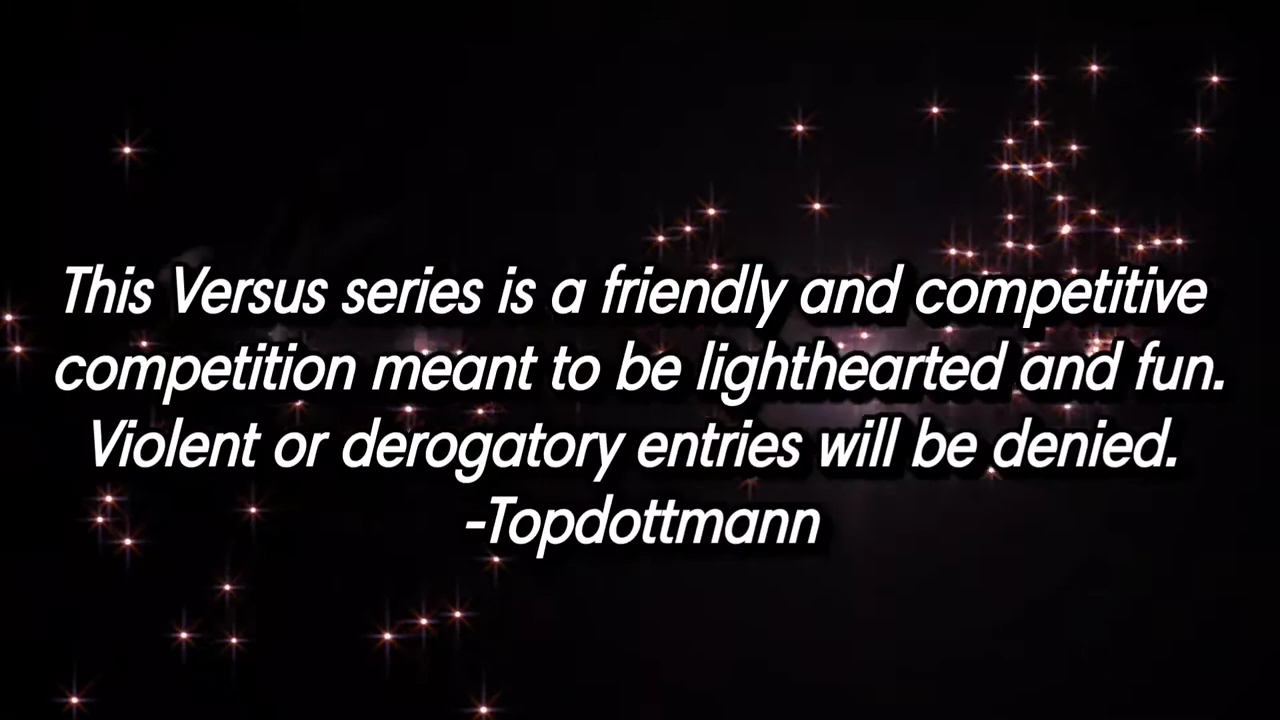 This Versus series is a friendly and competitive
competition meant to be lighthearted and fun.
Violent or derogatory entries will be denied.
-Topdottmann